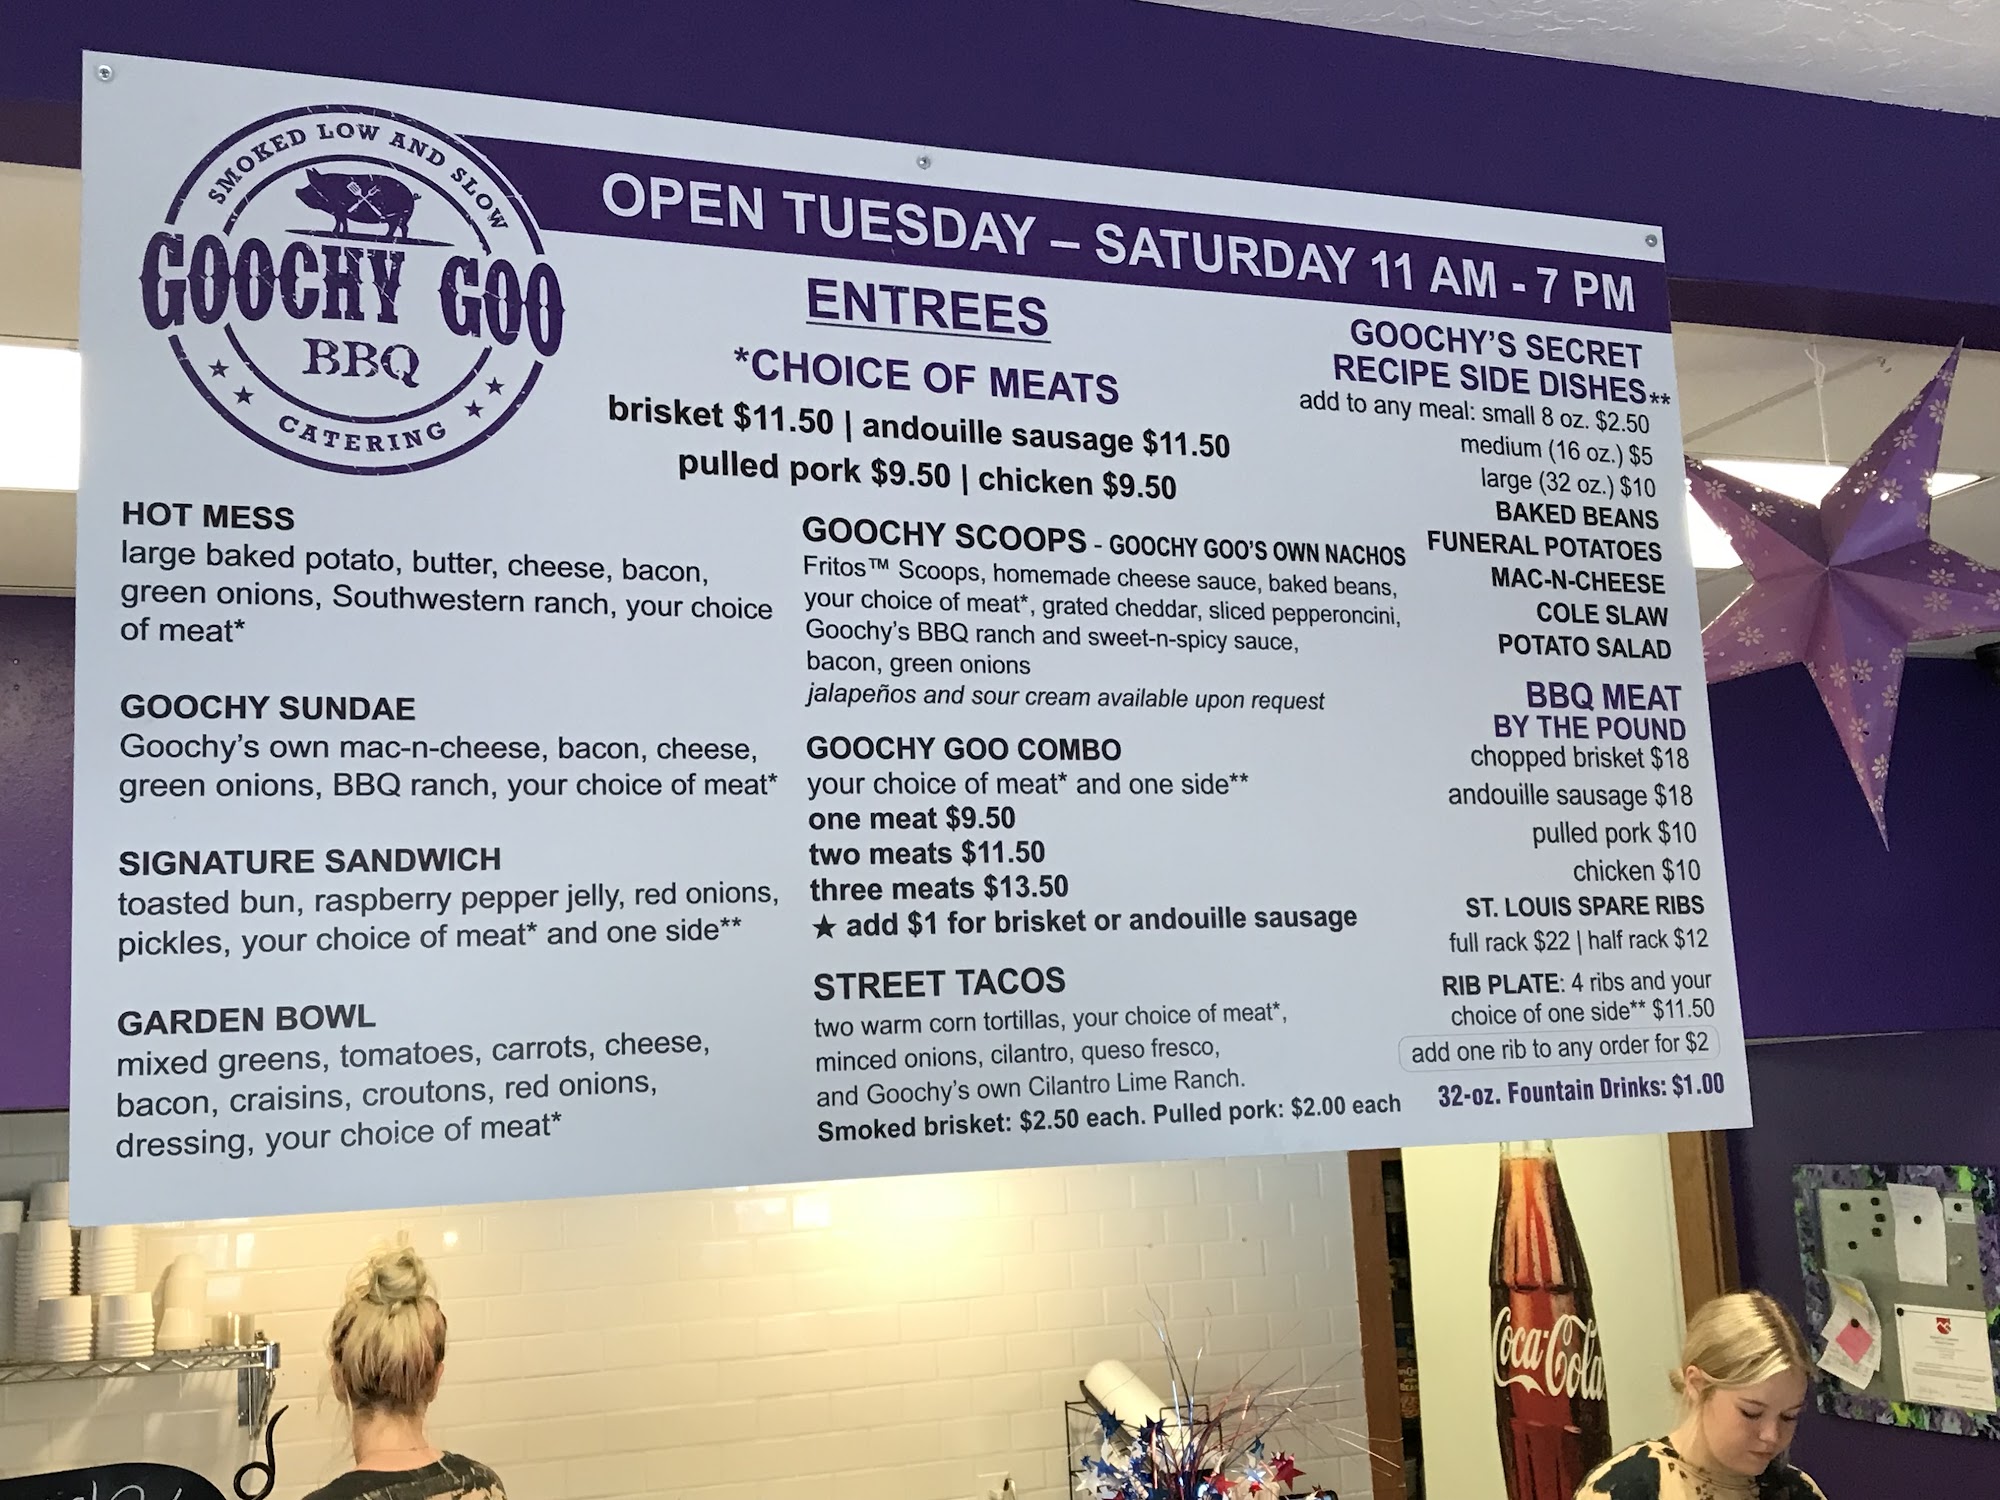 SMOKED LOW AND SLOW
GOOCHY GOO
BBQ
CATERING
OPEN TUESDAY – SATURDAY 11 AM - 7 PM
ENTREES
*CHOICE OF MEATS
brisket $11.50 | andouille sausage $11.50
pulled pork $9.50 | chicken $9.50
HOT MESS
large baked potato, butter, cheese, bacon,
green onions, Southwestern ranch, your choice
of meat*
GOOCHY SUNDAE
Goochy's own mac-n-cheese, bacon, cheese,
green onions, BBQ ranch, your choice of meat*
SIGNATURE SANDWICH
toasted bun, raspberry pepper jelly, red onions,
pickles, your choice of meat* and one side**
GARDEN BOWL
mixed greens, tomatoes, carrots, cheese,
bacon, craisins, croutons, red onions,
dressing, your choice of meat*
GOOCHY SCOOPS - GOOCHY GOO'S OWN NACHOS
Fritos™ Scoops, homemade cheese sauce, baked beans,
your choice of meat*, grated cheddar, sliced pepperoncini,
Goochy's BBQ ranch and sweet-n-spicy sauce,
bacon, green onions
jalapeños and sour cream available upon request
GOOCHY GOO COMBO
your choice of meat* and one side**
one meat $9.50
two meats $11.50
three meats $13.50
★ add $1 for brisket or andouille sausage
STREET TACOS
two warm corn tortillas, your choice of meat*,
minced onions, cilantro, queso fresco,
and Goochy's own Cilantro Lime Ranch.
Smoked brisket: $2.50 each. Pulled pork: $2.00 each
GOOCHY'S SECRET
RECIPE SIDE DISHES**
add to any meal: small 8 oz. $2.50
medium (16 oz.) $5
large (32 oz.) $10
BAKED BEANS
FUNERAL POTATOES
MAC-N-CHEESE
COLE SLAW
POTATO SALAD
BBQ MEAT
BY THE POUND
chopped brisket $18
andouille sausage $18
pulled pork $10
chicken $10
ST. LOUIS SPARE RIBS
full rack $22 | half rack $12
RIB PLATE: 4 ribs and your
choice of one side** $11.50
add one rib to any order for $2
32-oz. Fountain Drinks: $1.00
Coca-Cola